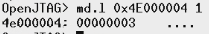 OpenJTAG> md.l 0x4E000004 1
4e000004: 00000003    ....